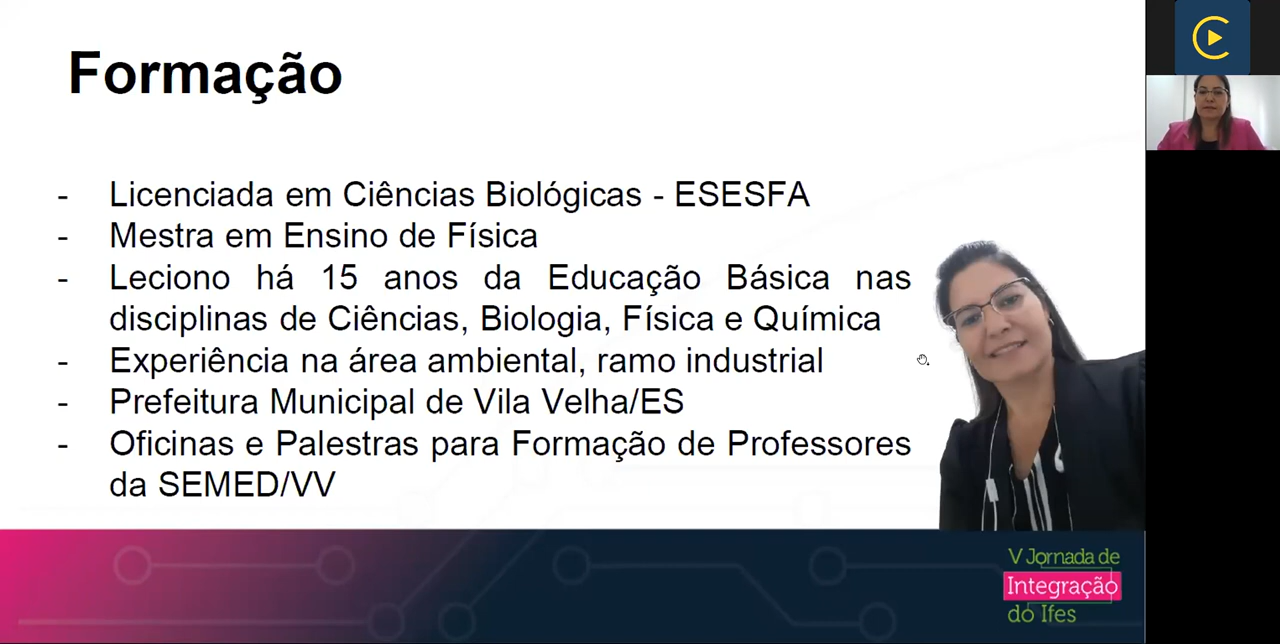 Formação
- Licenciada em Ciências Biológicas - ESESFA
- Mestra em Ensino de Física
- Leciono há 15 anos da Educação Básica nas
disciplinas de Ciências, Biologia, Física e Química
- Experiência na área ambiental, ramo industrial
- Prefeitura Municipal de Vila Velha/ES
- Oficinas e Palestras para Formação de Professores
da SEMED/VV
V Jornada de
Integração
do Ifes